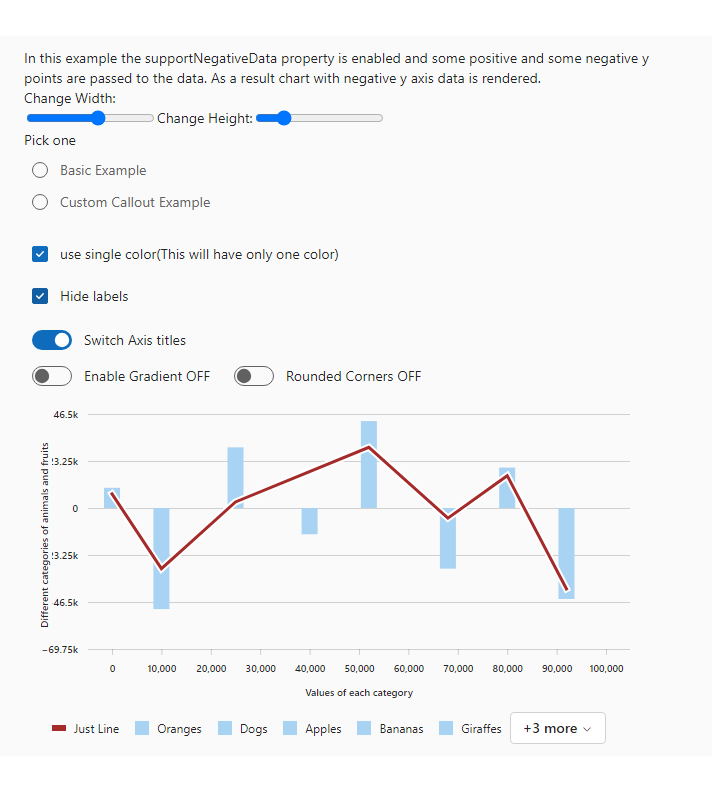 In this example the supportNegativeData property is enabled and some positive and some negative y
points are passed to the data. As a result chart with negative y axis data is rendered.
Change Width:
Change Height:
Pick one
Basic Example
Custom Callout Example
use single color(This will have only one color)
Hide labels
Switch Axis titles
Enable Gradient OFF Rounded Corners OFF
46.5k
3.25k
0
3.25k
46.5k
−69.75k
Different categories of animals and fruits
0 10,000 20,000 30,000 40,000 50,000 60,000 70,000 80,000 90,000 100,000
Values of each category
Just Line Oranges Dogs Apples Bananas Giraffes +3 more